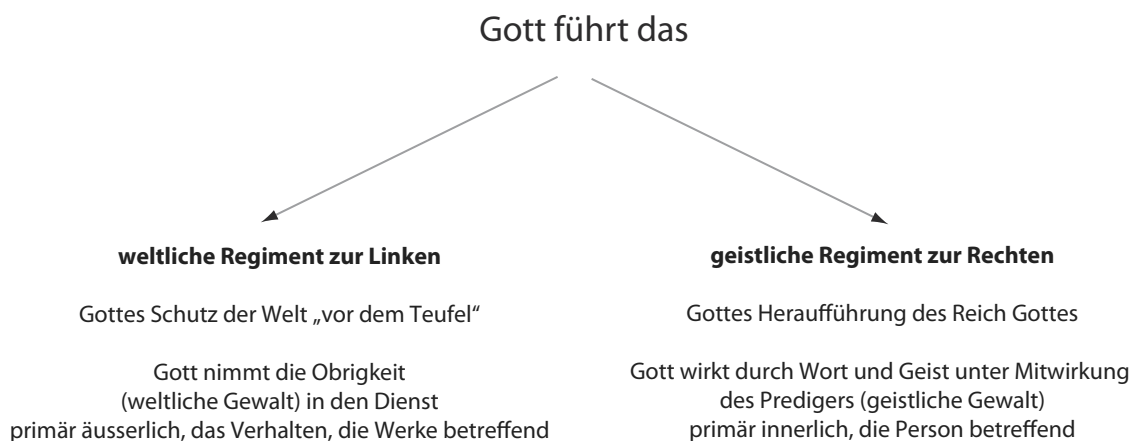 Gott führt das
weltliche Regiment zur Linken
Gottes Schutz der Welt „vor dem Teufel“
Gott nimmt die Obrigkeit
(weltliche Gewalt) in den Dienst
primär äusserlich, das Verhalten, die Werke betreffend
geistliche Regiment zur Rechten
Gottes Heraufführung des Reich Gottes
Gott wirkt durch Wort und Geist unter Mitwirkung
des Predigers (geistliche Gewalt)
primär innerlich, die Person betreffend